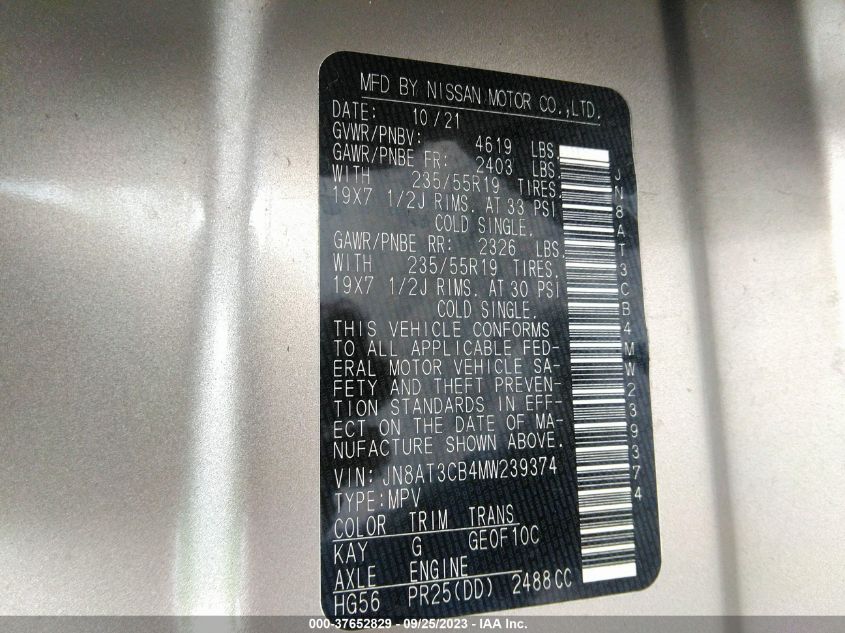 MFD BY NISSAN MOTOR CO.,LTD.
DATE: 10/21
GVWR/PNBV: 4619 LBS.
GAWR/PNBE FR: 2403 LBS.
WITH 235/55R19 TIRES.
19X7 1/2J RIMS. AT 33 PSI
COLD SINGLE.
GAWR/PNBE RR: 2326 LBS.
WITH 235/55R19 TIRES.
19X7 1/2J RIMS. AT 30 PSI
COLD SINGLE.
THIS VEHICLE CONFORMS
TO ALL APPLICABLE FED-
ERAL MOTOR VEHICLE SA-
FETY AND THEFT PREVEN-
TION STANDARDS IN EFF-
ECT ON THE DATE OF MA-
NUFACTURE SHOWN ABOVE.
VIN: JN8AT3CB4MW239374
TYPE:MPV
COLOR TRIM TRANS
KAY G GE0F10C
AXLE ENGINE
HG56 PR25(DD) 2488CC
JN8AT3CB4MW239374
000-37652829 - 09/25/2023 - IAA Inc.